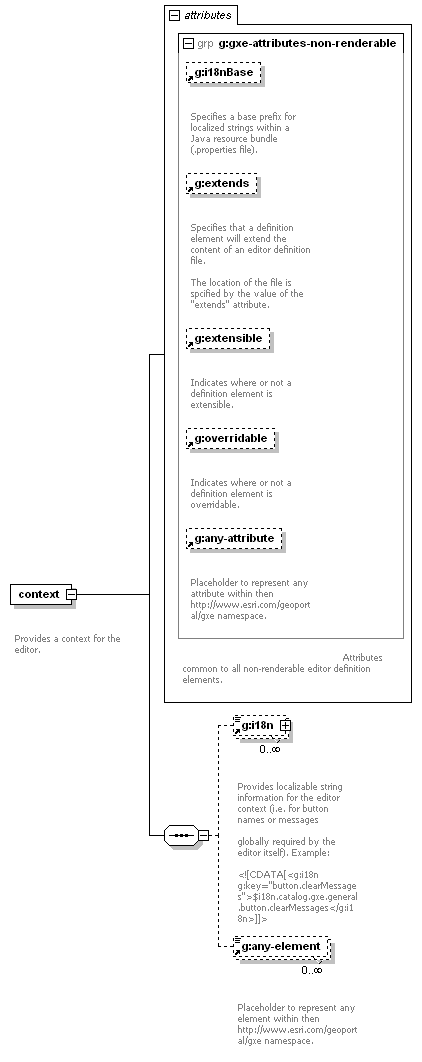 attributes
grp g:gxe-attributes-non-renderable
g:i18nBase
Specifies a base prefix for
localized strings within a
Java resource bundle
(.properties file).
g:extends
Specifies that a definition
element will extend the
content of an editor definition
file.
The location of the file is
spcified by the value of the
"extends" attribute.
g:extensible
Indicates where or not a
definition element is
extensible.
g:overridable
Indicates where or not a
definition element is
overridable.
g:any-attribute
Placeholder to represent any
attribute within then
http://www.esri.com/geoport
al/gxe namespace.
Attributes
common to all non-renderable editor definition
elements.
context
Provides a context for the
editor.
g:i18n
0..∞
Provides localizable string
information for the editor
context (i.e. for button
names or messages
globally required by the
editor itself). Example:
<![CDATA[<g:i18n
g:key="button.clearMessage
s">$i18n.catalog.gxe.general
.button.clearMessages</g:i1
8n>]]>
g:any-element
0..∞
Placeholder to represent any
element within then
http://www.esri.com/geoport
al/gxe namespace.